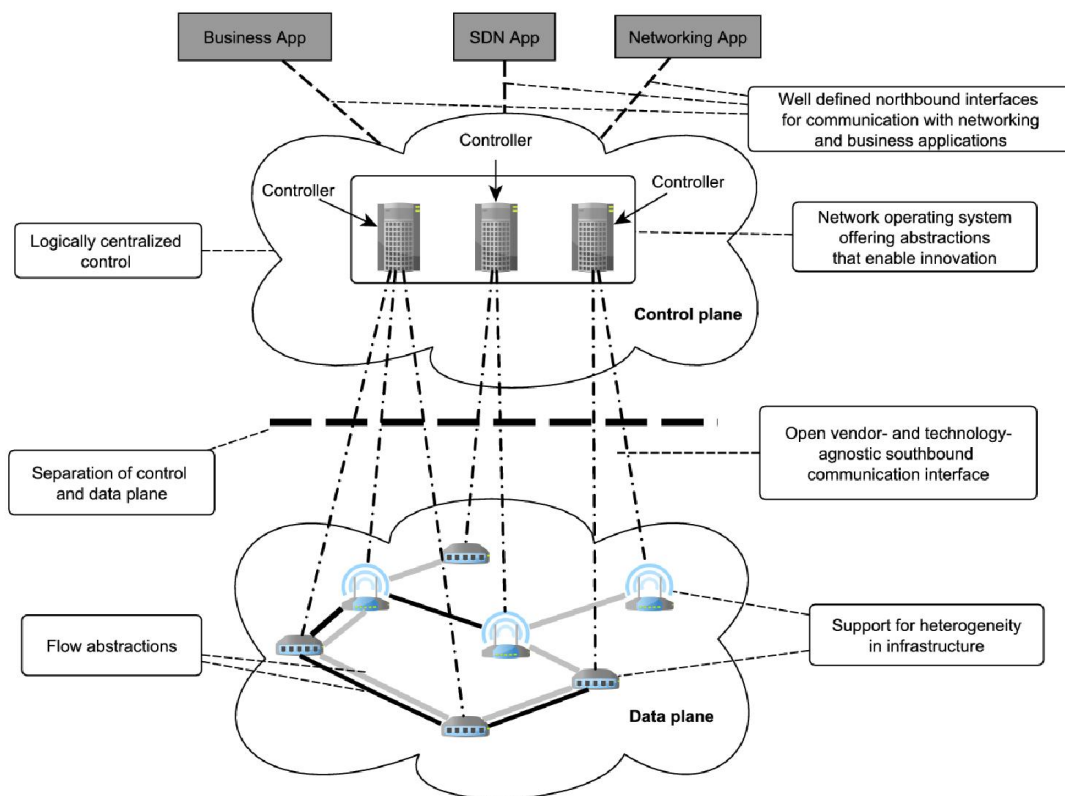 Business App
SDN App
Networking App
Well defined northbound interfaces
for communication with networking
and business applications
Controller
Controller
Controller
Logically centralized
control
Network operating system
offering abstractions
that enable innovation
Control plane
Separation of control
and data plane
Open vendor- and technology-
agnostic southbound
communication interface
Flow abstractions
Support for heterogeneity
in infrastructure
Data plane